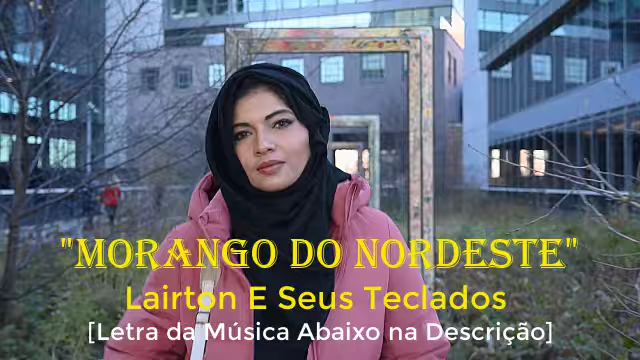 "MORANGO DO NORDESTE"
Lairton E Seus Teclados
[Letra da Música Abaixo na Descrição]